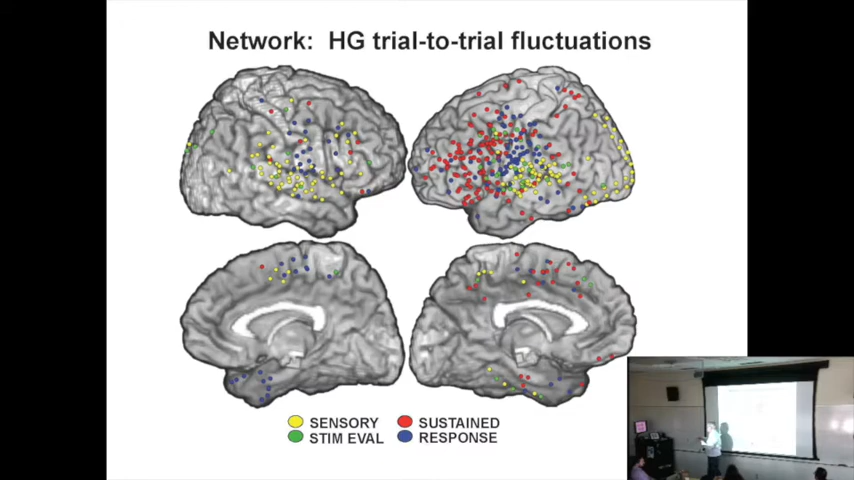 Network: HG trial-to-trial fluctuations
SENSORY
SUSTAINED
STIM EVAL
RESPONSE